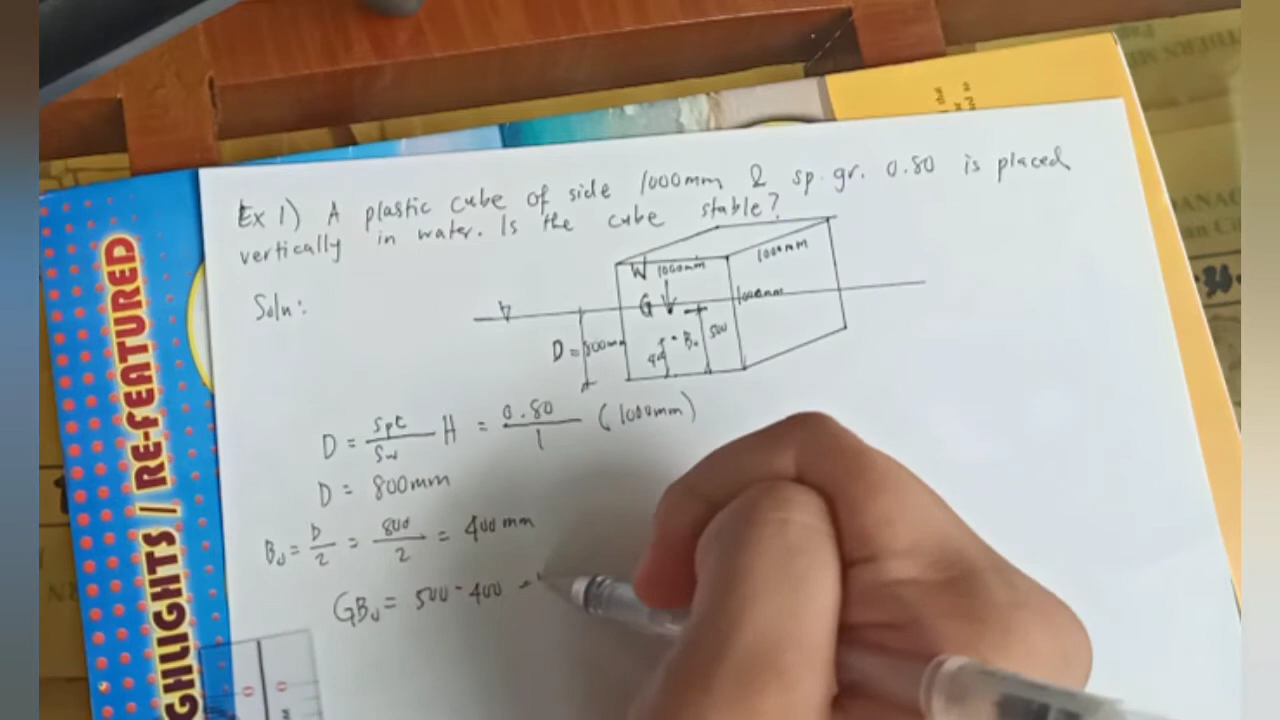 Ex 1) A plastic cube of side 1000mm & sp. gr. 0.80 is placed
vertically in water. Is the cube stable?
Soln:
W 1000mm
1000mm
G
1000mm
D = 800mm
B₀
500
D = Spc/Sw H = 0.80/1 (1000mm)
D = 800mm
B₀ = D/2 = 800/2 = 400 mm
GB₀ = 500 - 400 =
GHLIGHTS / RE-FEATURED